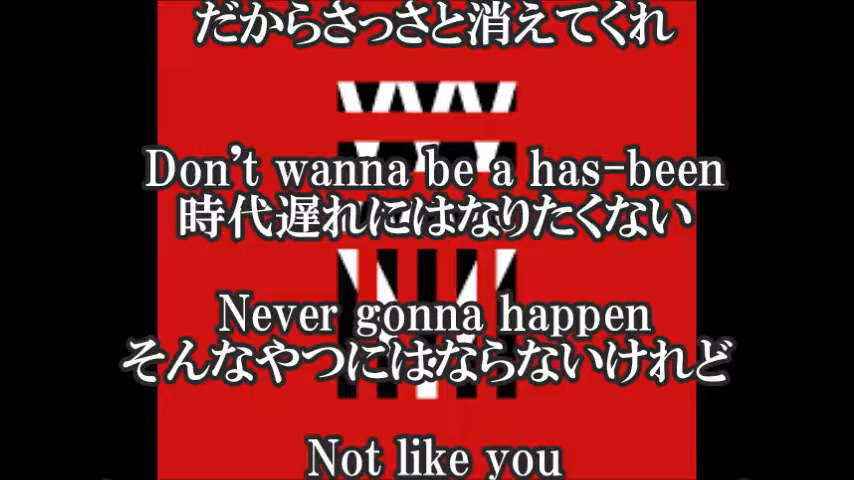 だからさっさと消えてくれ
Don't wanna be a has-been
時代遅れにはなりたくない
Never gonna happen
そんなやつにはならないけれど
Not like you